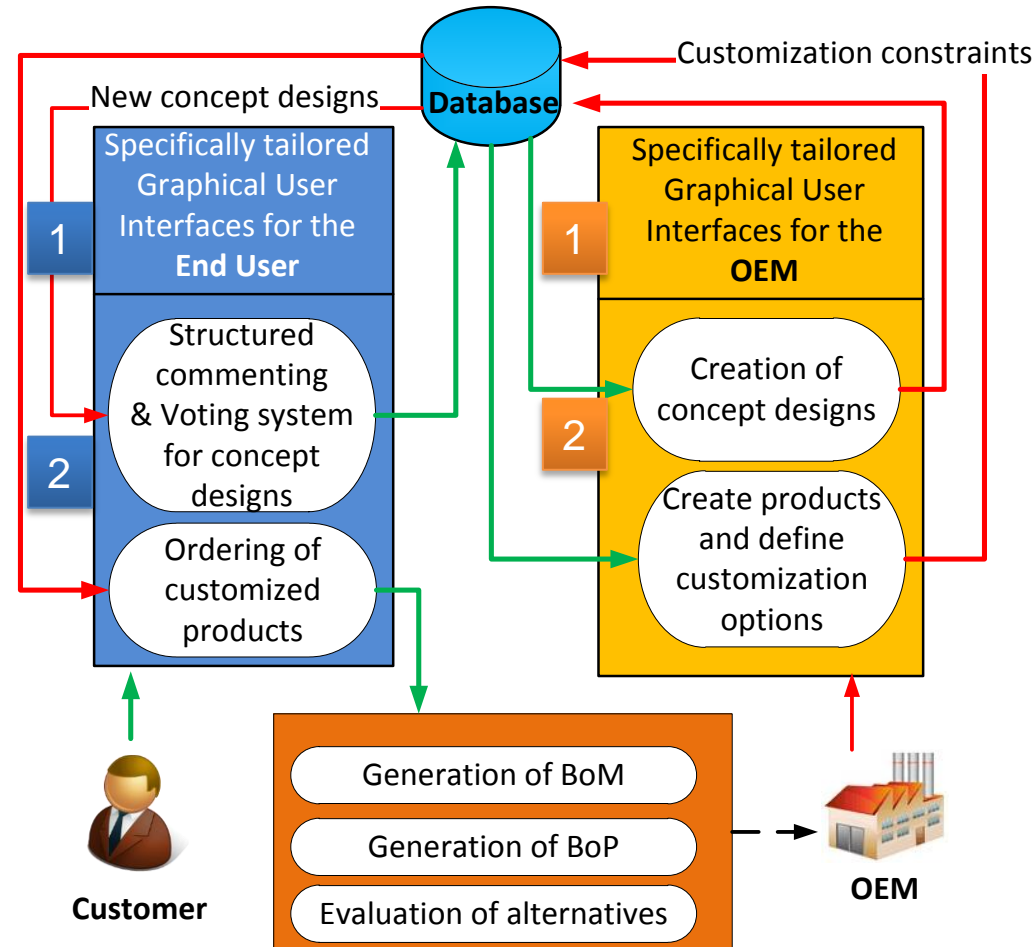 Customization constraints
New concept designs
Database
Specifically tailored
Graphical User
Interfaces for the
End User
1
Structured
commenting
& Voting system
for concept
designs
2
Ordering of
customized
products
Specifically tailored
Graphical User
Interfaces for the
OEM
1
Creation of
concept designs
2
Create products
and define
customization
options
Generation of BoM
Generation of BoP
Evaluation of alternatives
Customer
OEM